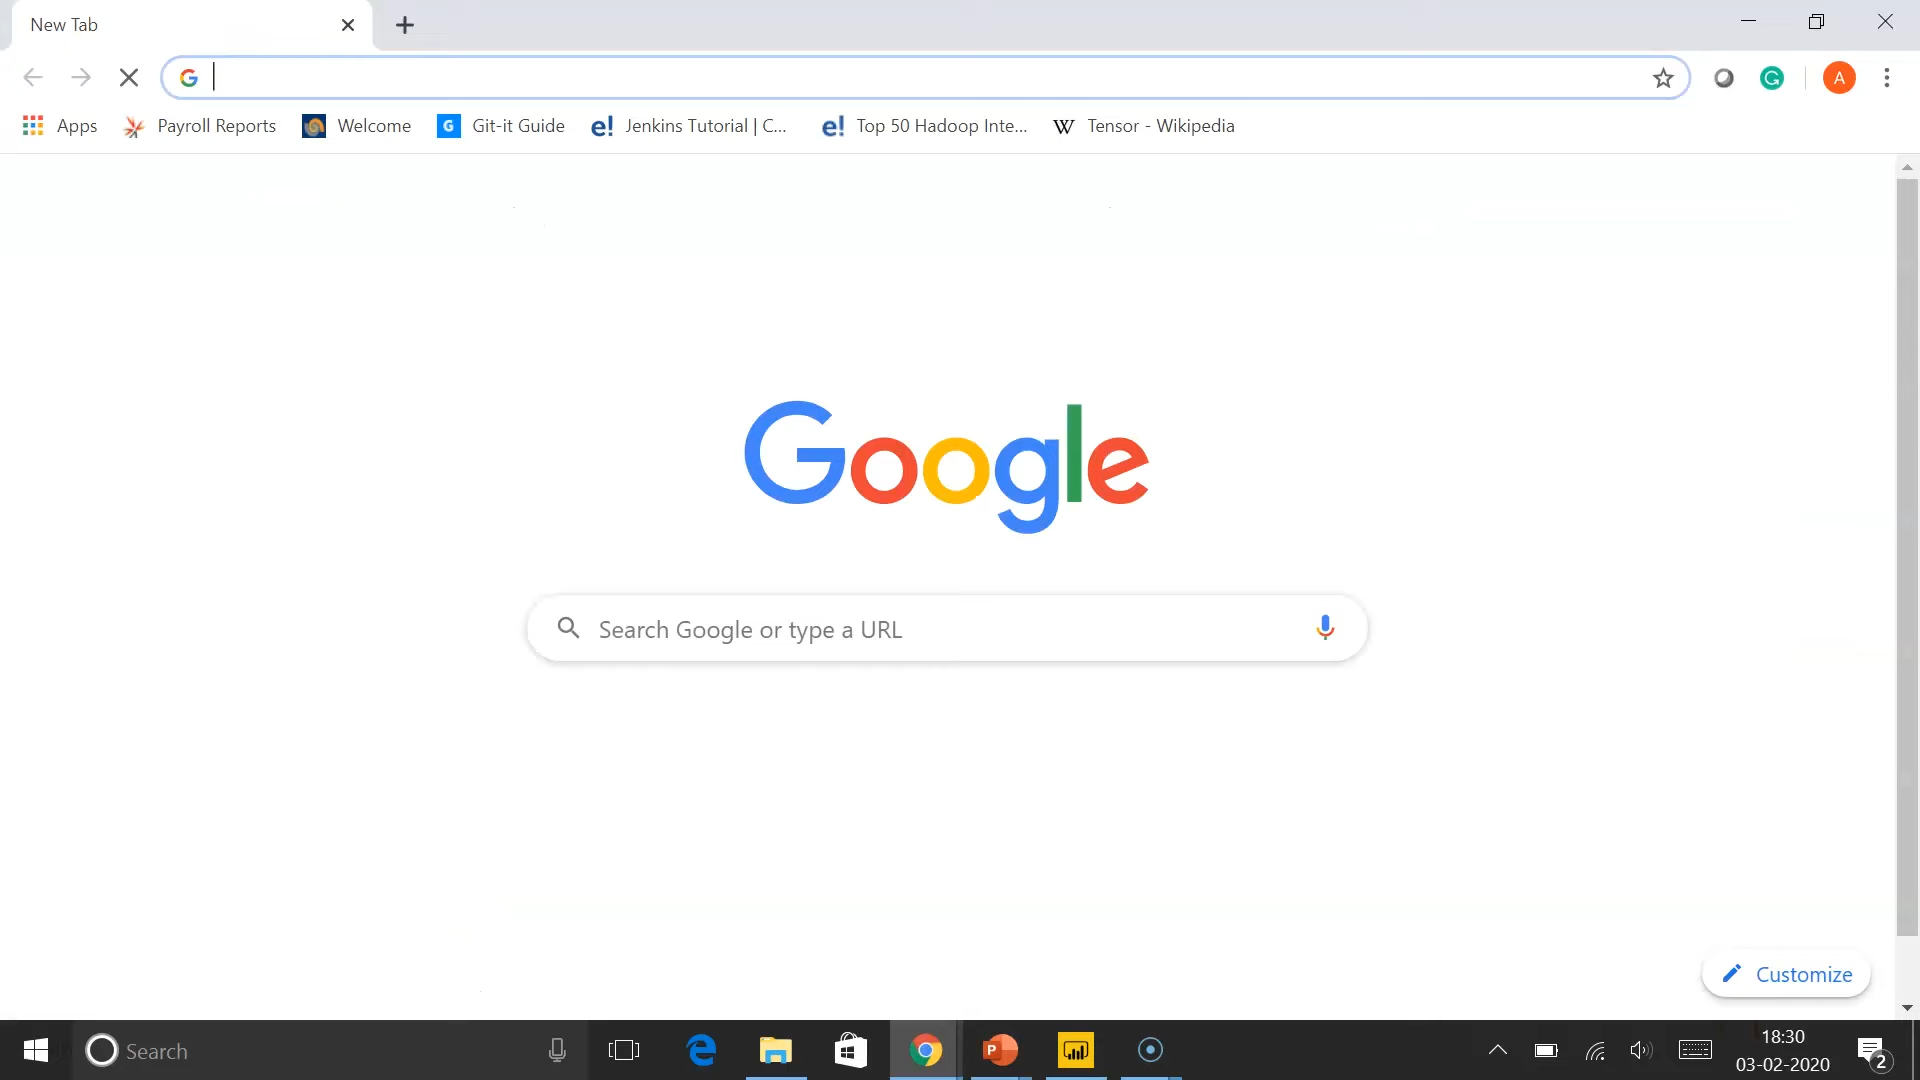 New Tab
Apps Payroll Reports Welcome G Git-it Guide e! Jenkins Tutorial | C... e! Top 50 Hadoop Inte... W Tensor - Wikipedia
A
Google
Search Google or type a URL
Customize
Search
P
18:30
03-02-2020
2